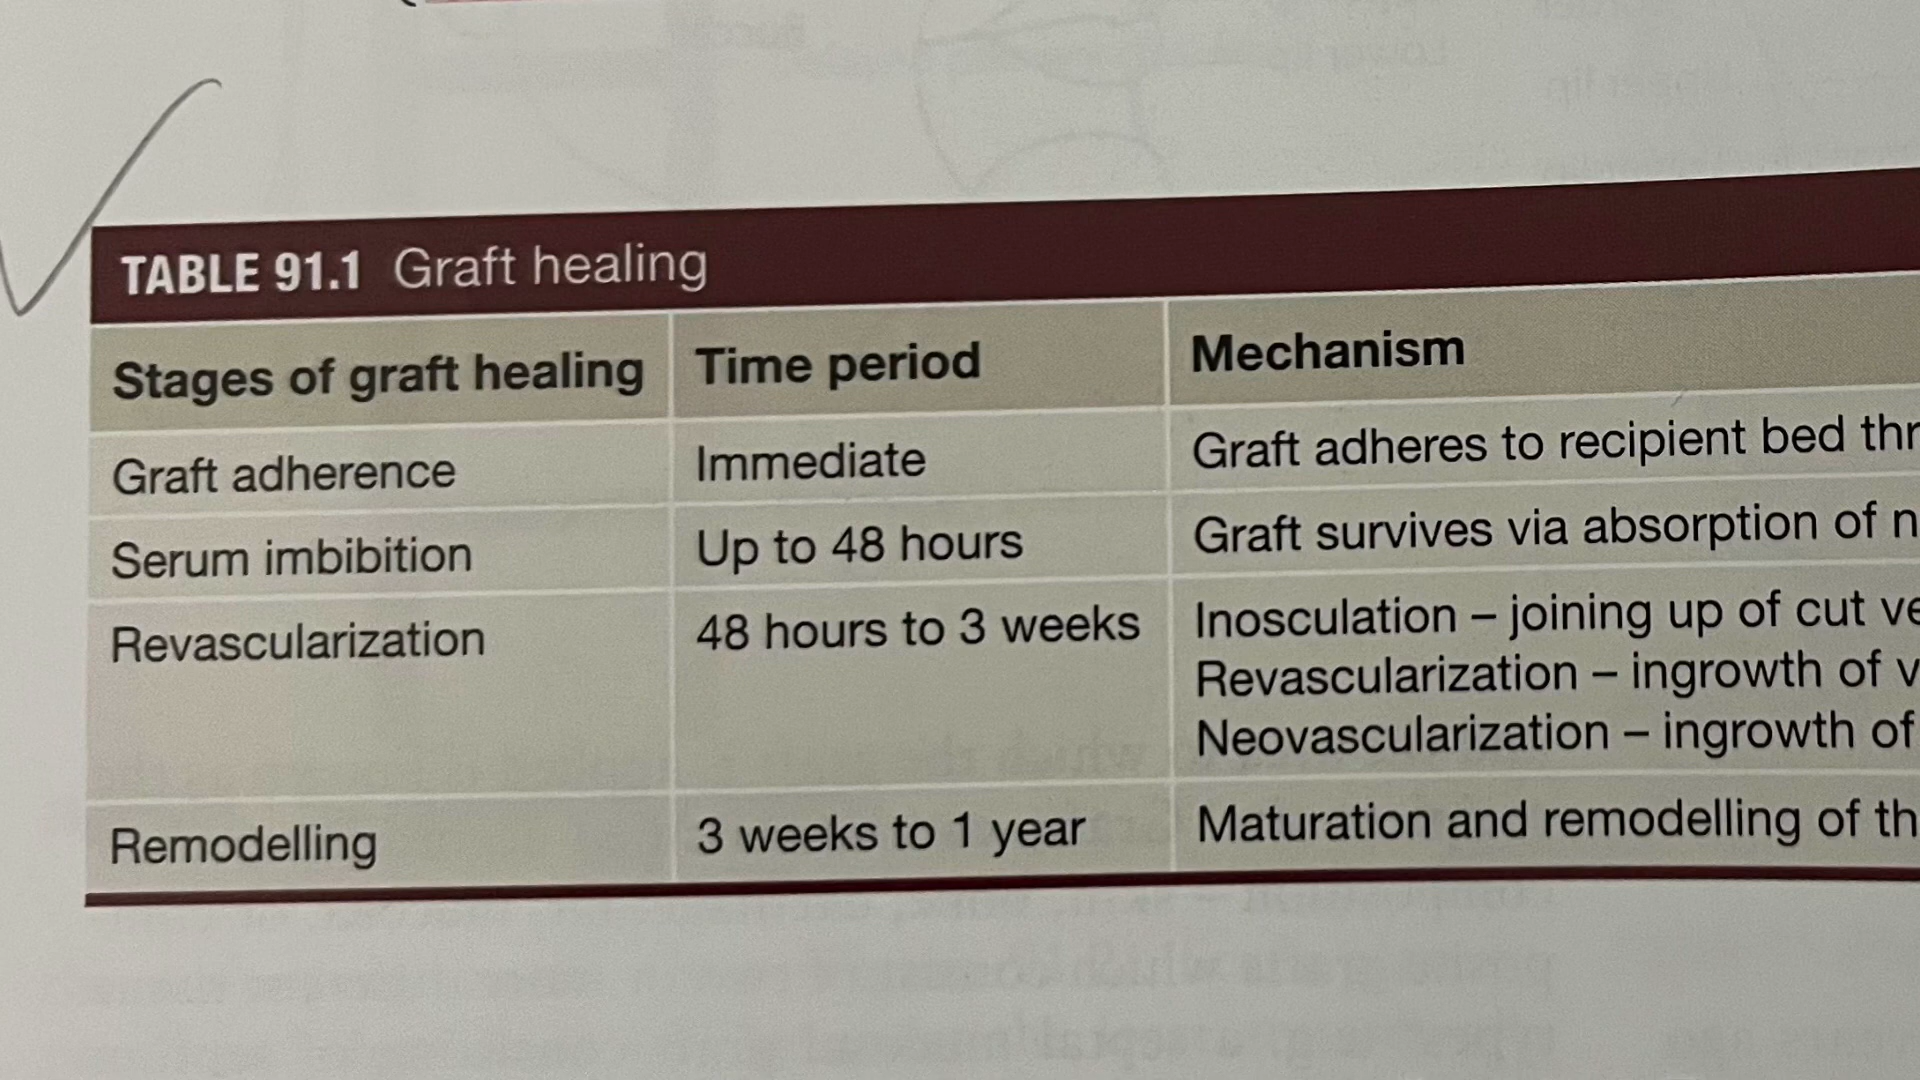 TABLE 91.1 Graft healing
Stages of graft healing Time period Mechanism
Graft adherence Immediate Graft adheres to recipient bed
Serum imbibition Up to 48 hours Graft survives via absorption of
Revascularization 48 hours to 3 weeks Inosculation – joining up of cut
Revascularization – ingrowth of
Neovascularization – ingrowth of
Remodelling 3 weeks to 1 year Maturation and remodelling of